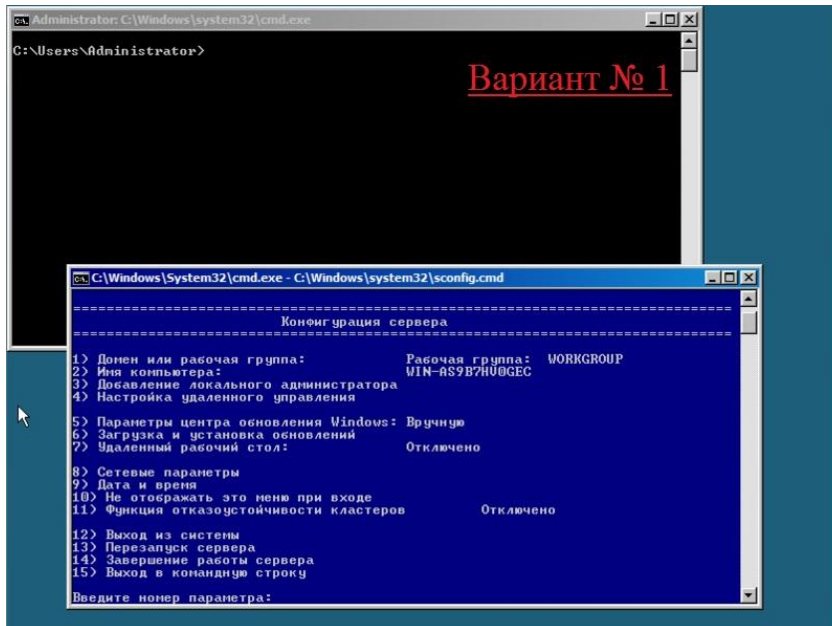 Administrator: C:\Windows\system32\cmd.exe
C:\Users\Administrator>
Вариант № 1
C:\Windows\System32\cmd.exe - C:\Windows\system32\sconfig.cmd
===============================================================================
Конфигурация сервера
===============================================================================
1) Домен или рабочая группа: Рабочая группа: WORKGROUP
2) Имя компьютера: WIN-AS9B7HV0GEC
3) Добавление локального администратора
4) Настройка удаленного управления
5) Параметры центра обновления Windows: Вручную
6) Загрузка и установка обновлений
7) Удаленный рабочий стол: Отключено
8) Сетевые параметры
9) Дата и время
10) Не отображать это меню при входе
11) Функция отказоустойчивости кластеров Отключено
12) Выход из системы
13) Перезапуск сервера
14) Завершение работы сервера
15) Выход в командную строку
Введите номер параметра: